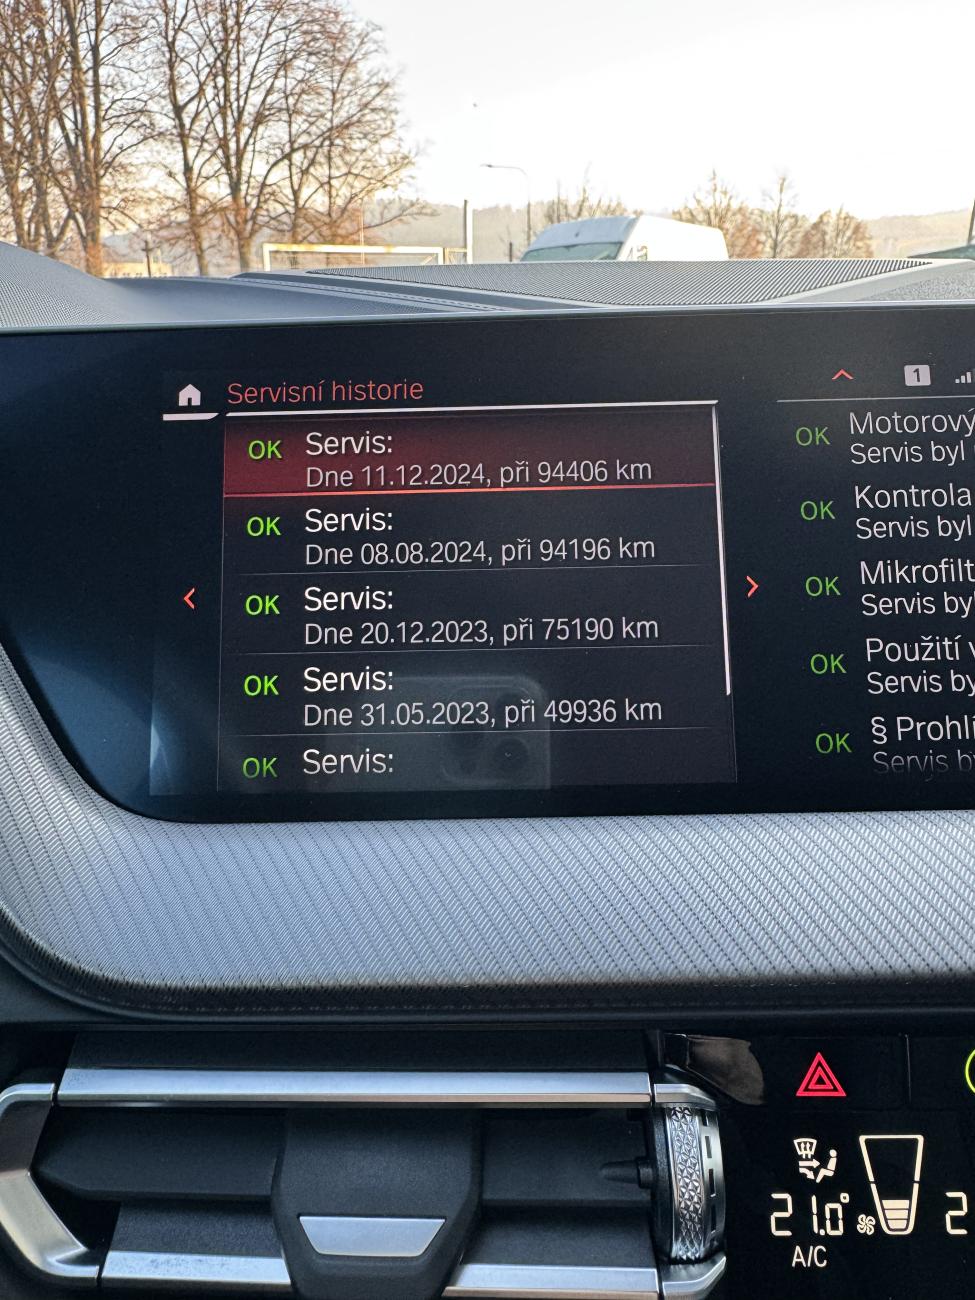 Servisní historie
1
OK Servis:
Dne 11.12.2024, při 94406 km
OK Servis:
Dne 08.08.2024, při 94196 km
OK Servis:
Dne 20.12.2023, při 75190 km
OK Servis:
Dne 31.05.2023, při 49936 km
OK Servis:
OK Motorový
Servis byl
OK Kontrola
Servis byl
OK Mikrofilt
Servis by
OK Použití
Servis by
OK § Prohl
Servis b
21.0°
2
A/C